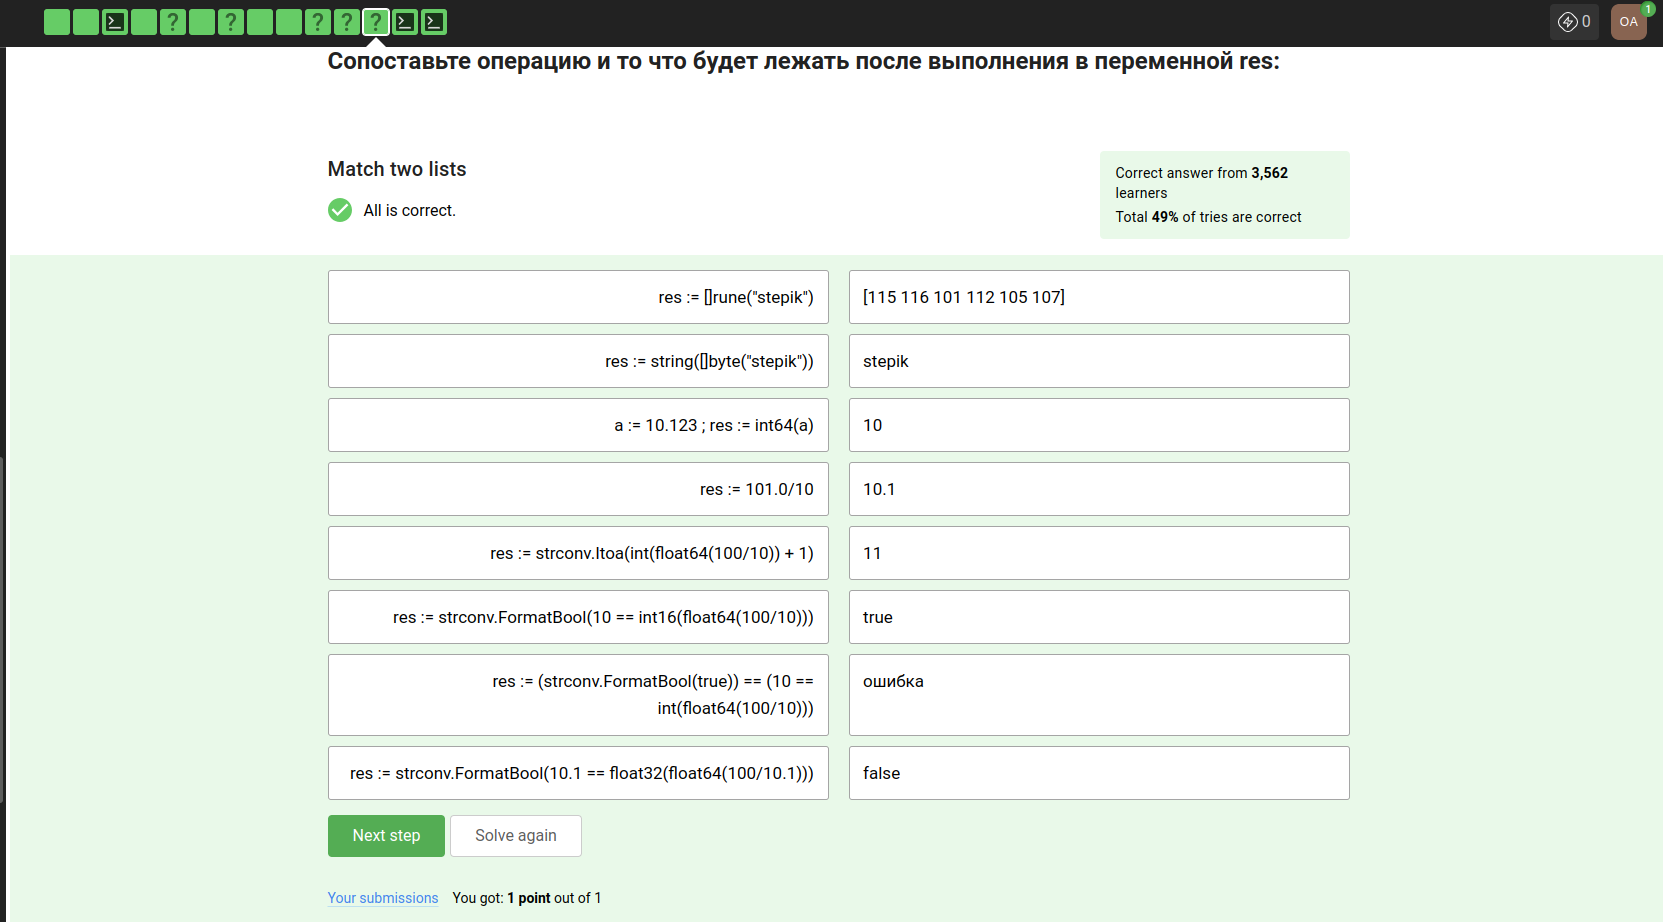 ? ? ? ? ?
0
OA
1
Сопоставьте операцию и то что будет лежать после выполнения в переменной res:
Match two lists
All is correct.
Correct answer from 3,562
learners
Total 49% of tries are correct
res := []rune("stepik")
[115 116 101 112 105 107]
res := string([]byte("stepik"))
stepik
a := 10.123 ; res := int64(a)
10
res := 101.0/10
10.1
res := strconv.Itoa(int(float64(100/10)) + 1)
11
res := strconv.FormatBool(10 == int16(float64(100/10)))
true
res := (strconv.FormatBool(true)) == (10 ==
int(float64(100/10)))
ошибка
res := strconv.FormatBool(10.1 == float32(float64(100/10.1)))
false
Next step
Solve again
Your submissions You got: 1 point out of 1